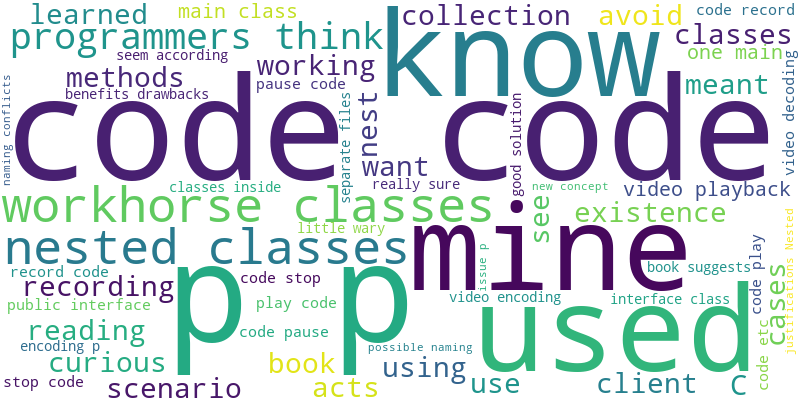 learned
main class
collection
avoid
code record
programmers think
know
classes
seem according
working
one main
methods
pause code
meant
benefits drawbacks
code code
naming conflicts
separate files
nest
want
good solution
video decoding
classes inside
really sure
new concept
video playback
workhorse classes
see
existence
little wary
nested classes
mine
record code
code stop
issue p
book suggests
code play
recording
p p
video encoding
interface class
cases
justifications Nested
public interface
play code
used
reading
code pause
code etc
encoding p
possible naming
curious
book
using
stop code
scenario
acts
use
client
C